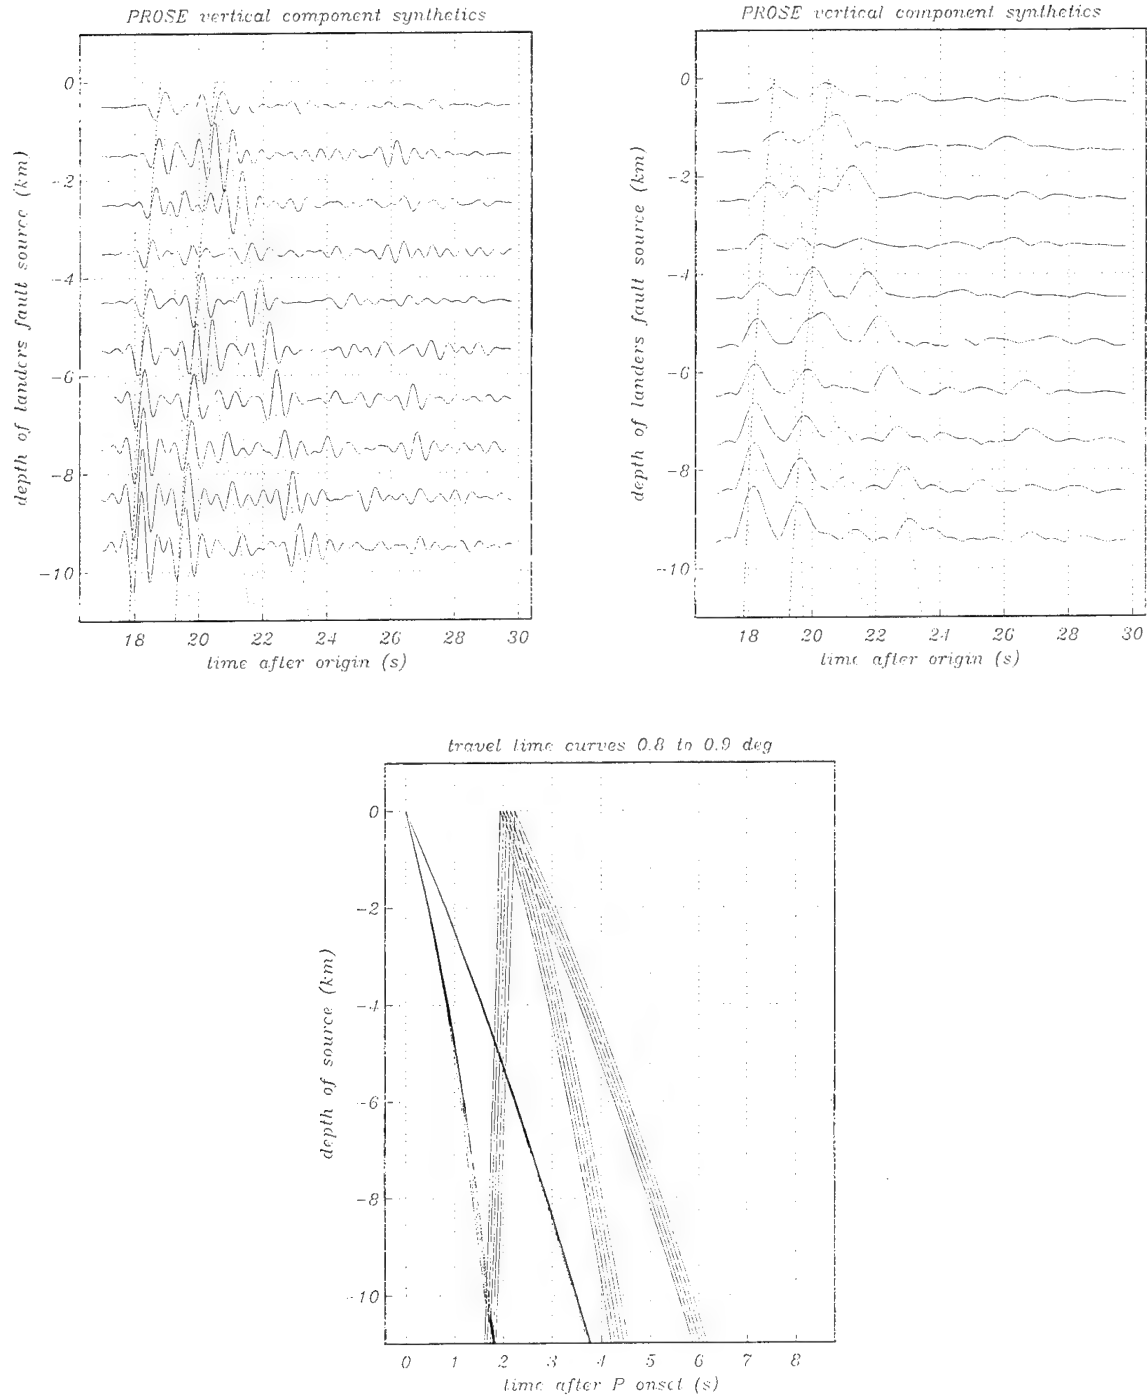 PROSE vertical component synthetics
depth of landers fault source (km)
0
-2
-4
-6
-8
-10
18 20 22 24 26 28 30
time after origin (s)
PROSE vertical component synthetics
depth of landers fault source (km)
0
-2
-4
-6
-8
-10
18 20 22 24 26 28 30
time after origin (s)
travel time curves 0.8 to 0.9 deg
depth of source (km)
0
-2
-4
-6
-8
-10
0 1 2 3 4 5 6 7 8
time after P onset (s)